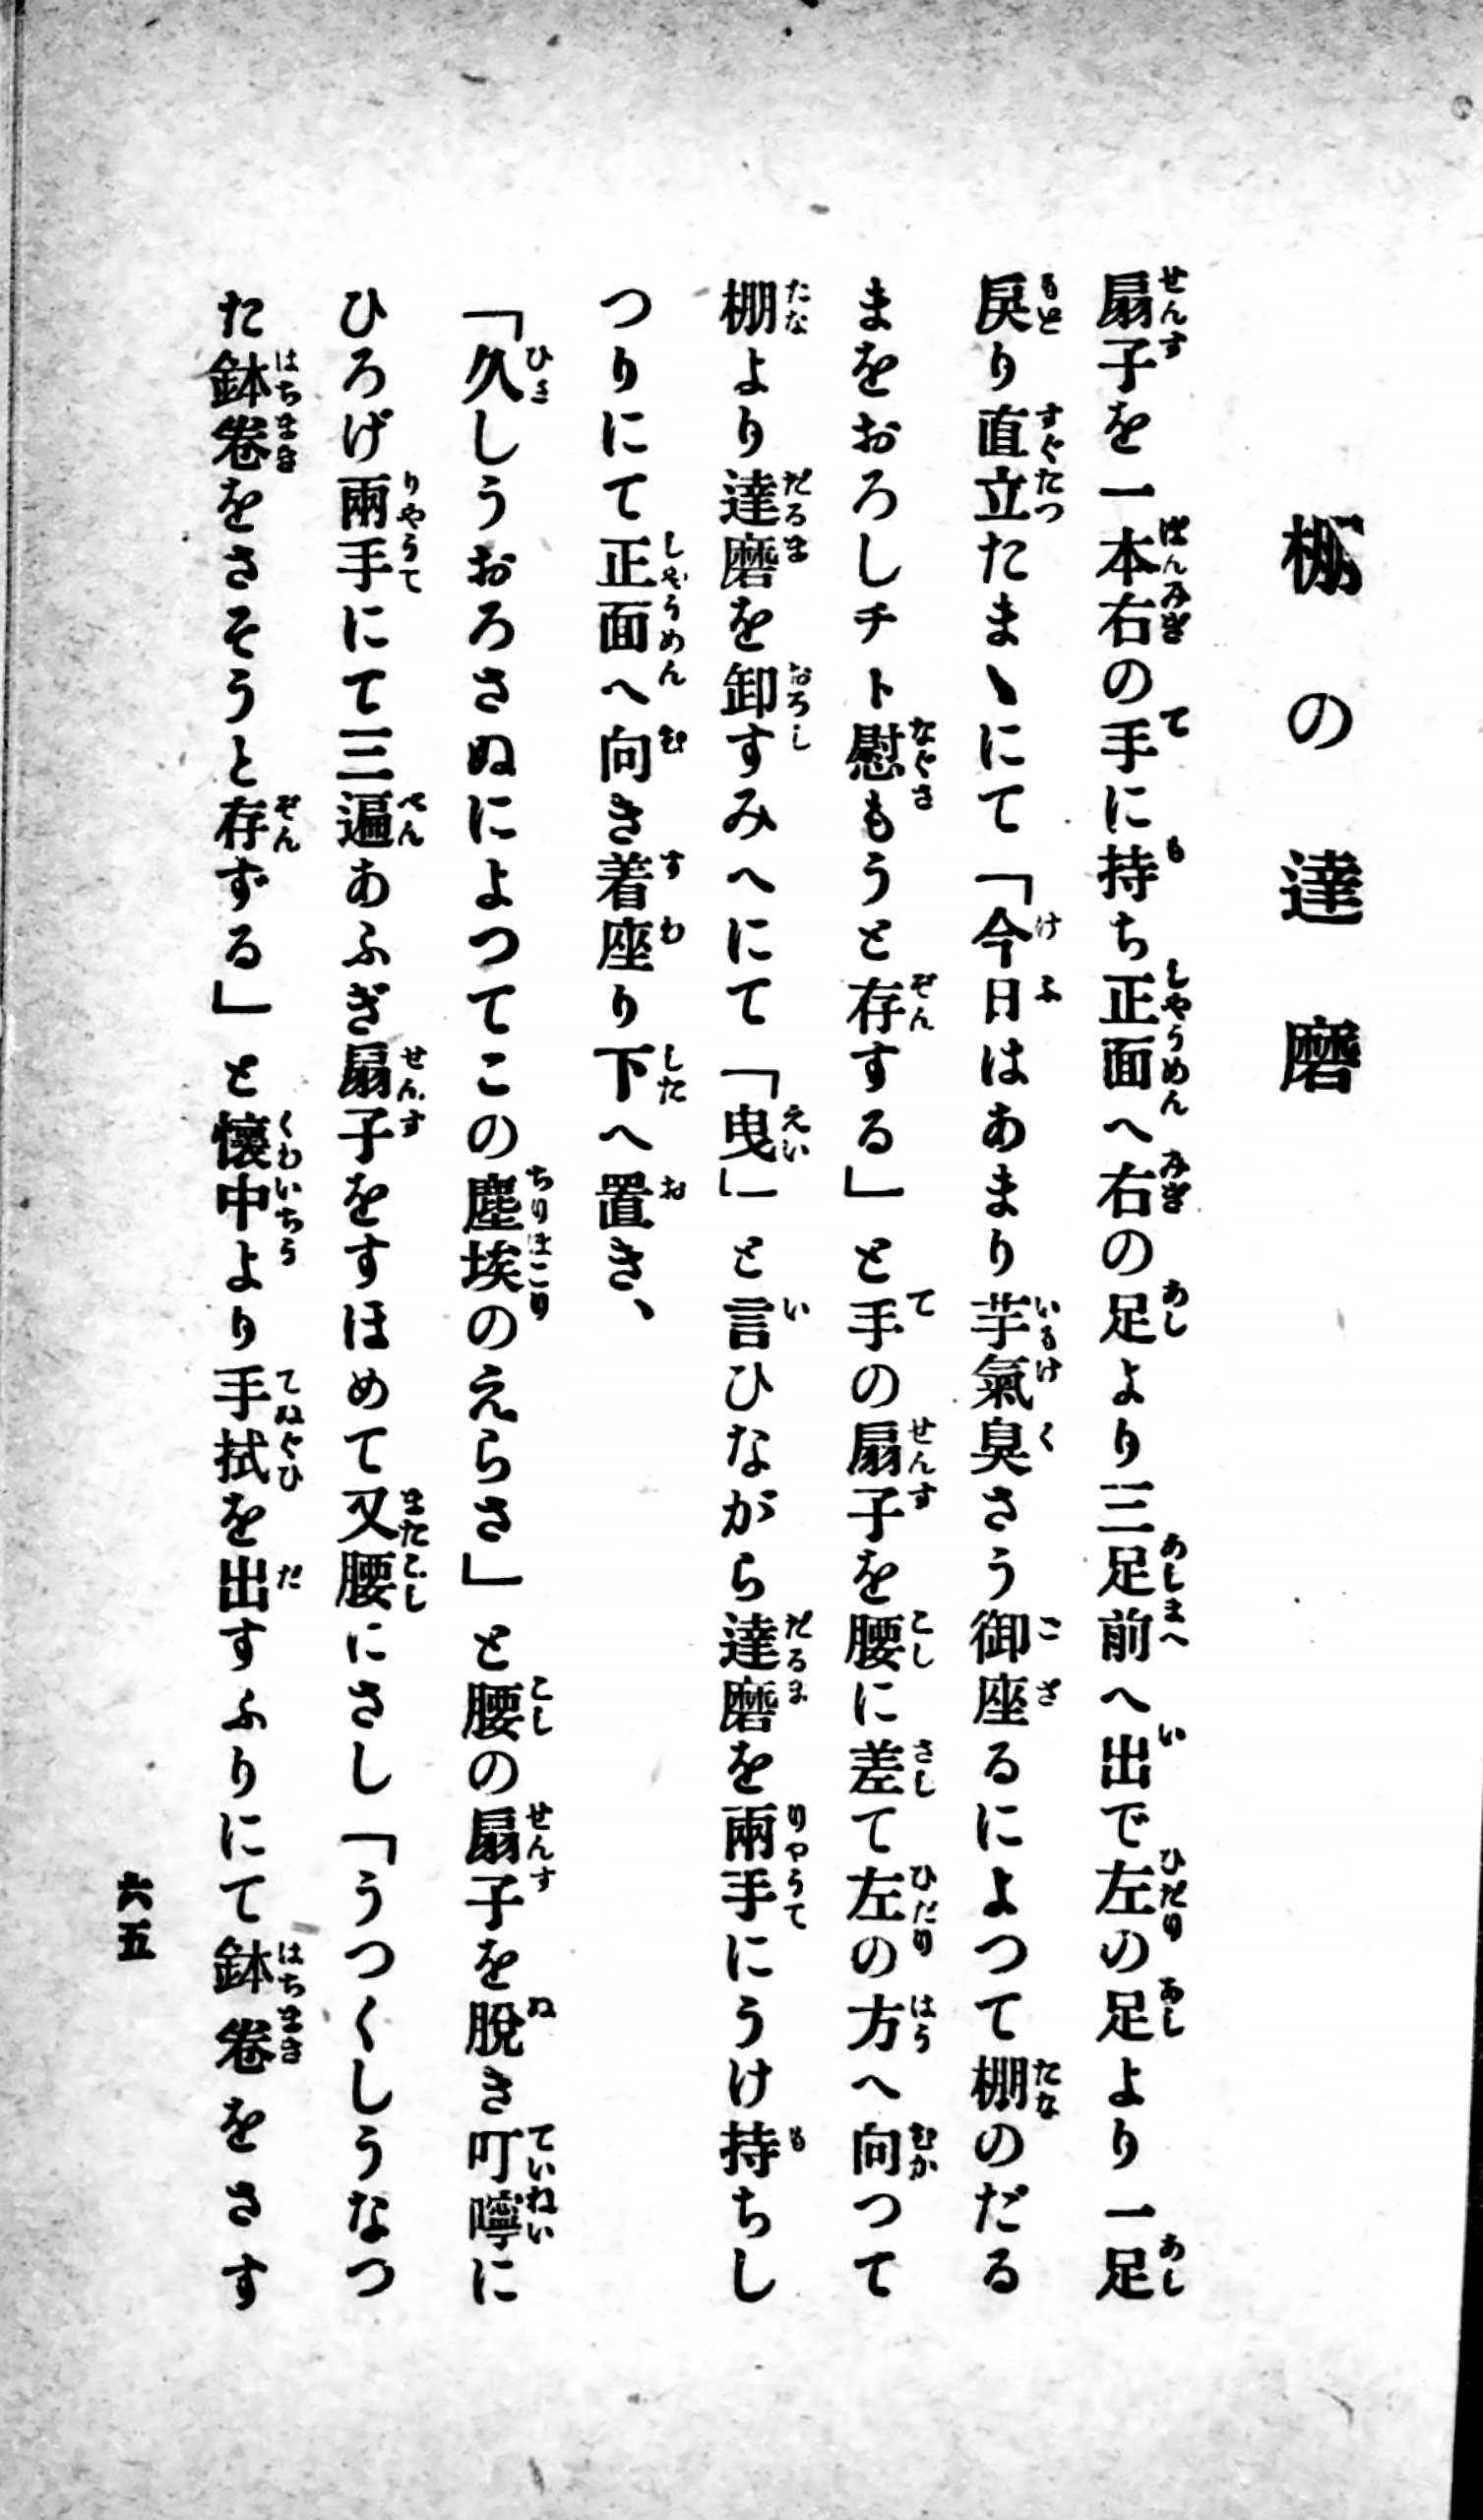 棚の達磨
扇子を一本右の手に持ち正面へ右の足より三足前へ出で左の足より一足
戻り直立たまゝにて「今日はあまり芋氣臭さう御座るによつて棚のだる
まをおろしチト慰もうと存する」と手の扇子を腰に差て左の方へ向つて
棚より達磨を卸すみへにて「曳」と言ひながら達磨を兩手にうけ持ちし
つりにて正面へ向き着座り下へ置き、
「久しうおろさぬによつてこの塵埃のえらさ」と腰の扇子を脫き叮嚀に
ひろげ兩手にて三遍あふぎ扇子をすほめて又腰にさし「うつくしうなつ
た鉢卷をさそうと存ずる」と懷中より手拭を出すふりにて鉢卷をさす
六五